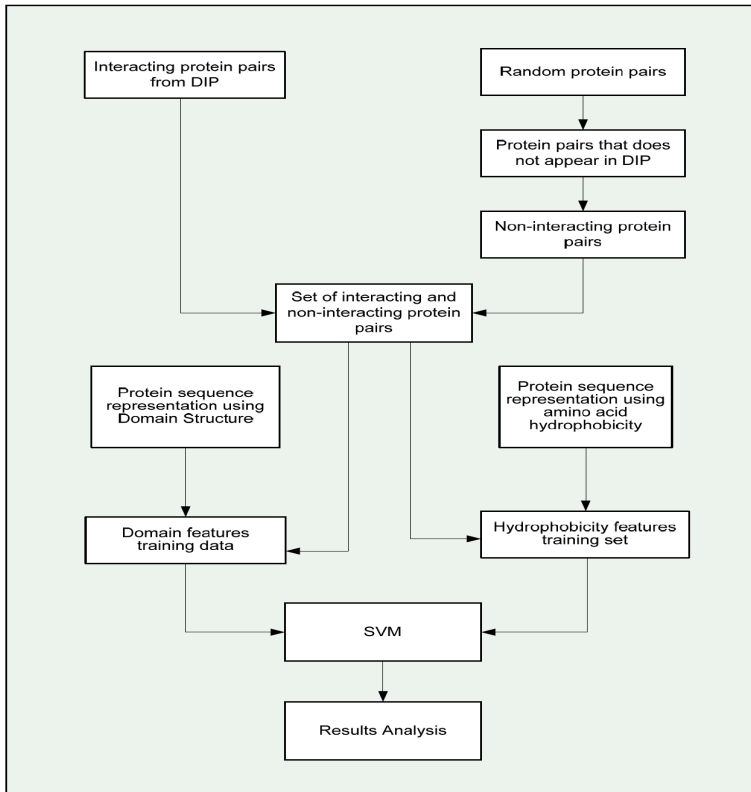 Interacting protein pairs
from DIP
Random protein pairs
Protein pairs that does
not appear in DIP
Non-interacting protein
pairs
Set of interacting and
non-interacting protein
pairs
Protein sequence
representation using
Domain Structure
Protein sequence
representation using
amino acid
hydrophobicity
Domain features
training data
Hydrophobicity features
training set
SVM
Results Analysis